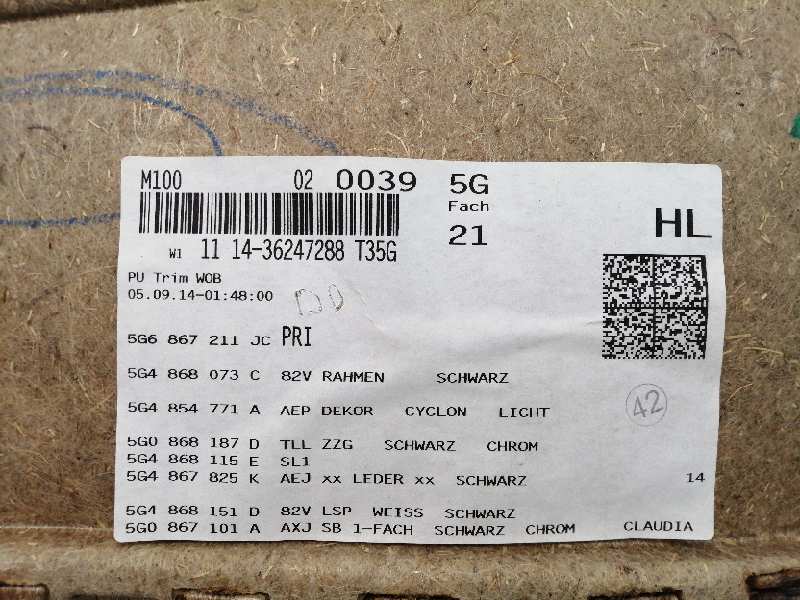 M100 02 0039 5G
Fach
21
HL
W1 11 14-36247288 T35G
PU Trim WOB
05.09.14-01:48:00
5G6 867 211 JC PRI
5G4 868 073 C 82V RAHMEN SCHWARZ
42
5G4 854 771 A AEP DEKOR CYCLON LICHT
5G0 868 187 D TLL ZZG SCHWARZ CHROM
5G4 868 115 E SL1
5G4 867 825 K AEJ xx LEDER xx SCHWARZ 14
5G4 868 151 D 82V LSP WEISS SCHWARZ
5G0 867 101 A AXJ SB 1-FACH SCHWARZ CHROM CLAUDIA